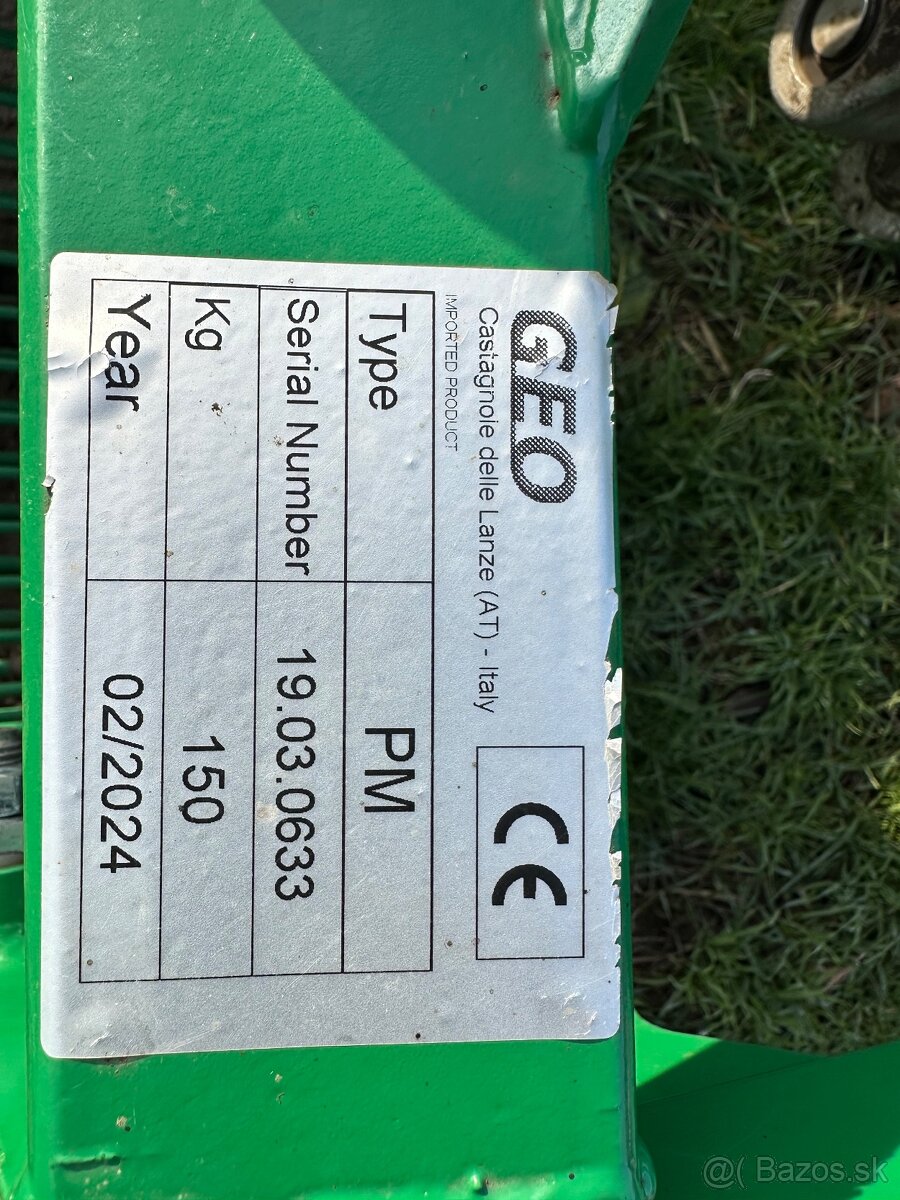 GEO
Castagnole delle Lanze (AT) - Italy
IMPORTED PRODUCT
CE
Type PM
Serial Number 19.03.0633
Kg 150
Year 02/2024
@( Bazos.sk